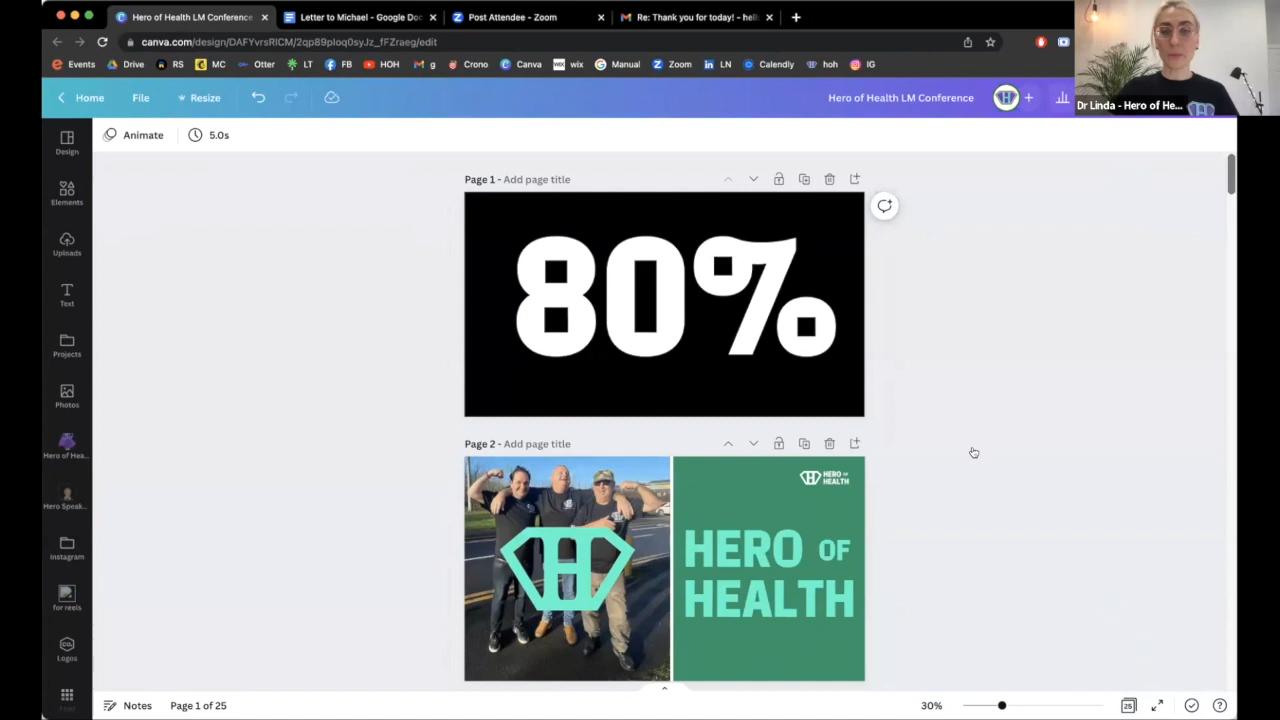 Hero of Health LM Conference
Letter to Michael - Google Doc
Post Attendee - Zoom
Re: Thank you for today! - hell
canva.com/design/DAFYvrsRICM/2qp89ploq0syJz_fFZraeg/edit
Events
Drive
RS
MC
Otter
LT
FB
HOH
g
Crono
Canva
wix
Manual
Zoom
LN
Calendly
hoh
IG
Dr Linda - Hero of He...
Home
File
Resize
Hero of Health LM Conference
Animate
5.0s
Design
Elements
Uploads
Text
Projects
Photos
Hero of Hea...
Hero Speak...
Instagram
for reels
Logos
Page 1 - Add page title
80%
Page 2 - Add page title
H
HERO OF
HEALTH
HERO OF
HEALTH
Notes
Page 1 of 25
30%
25